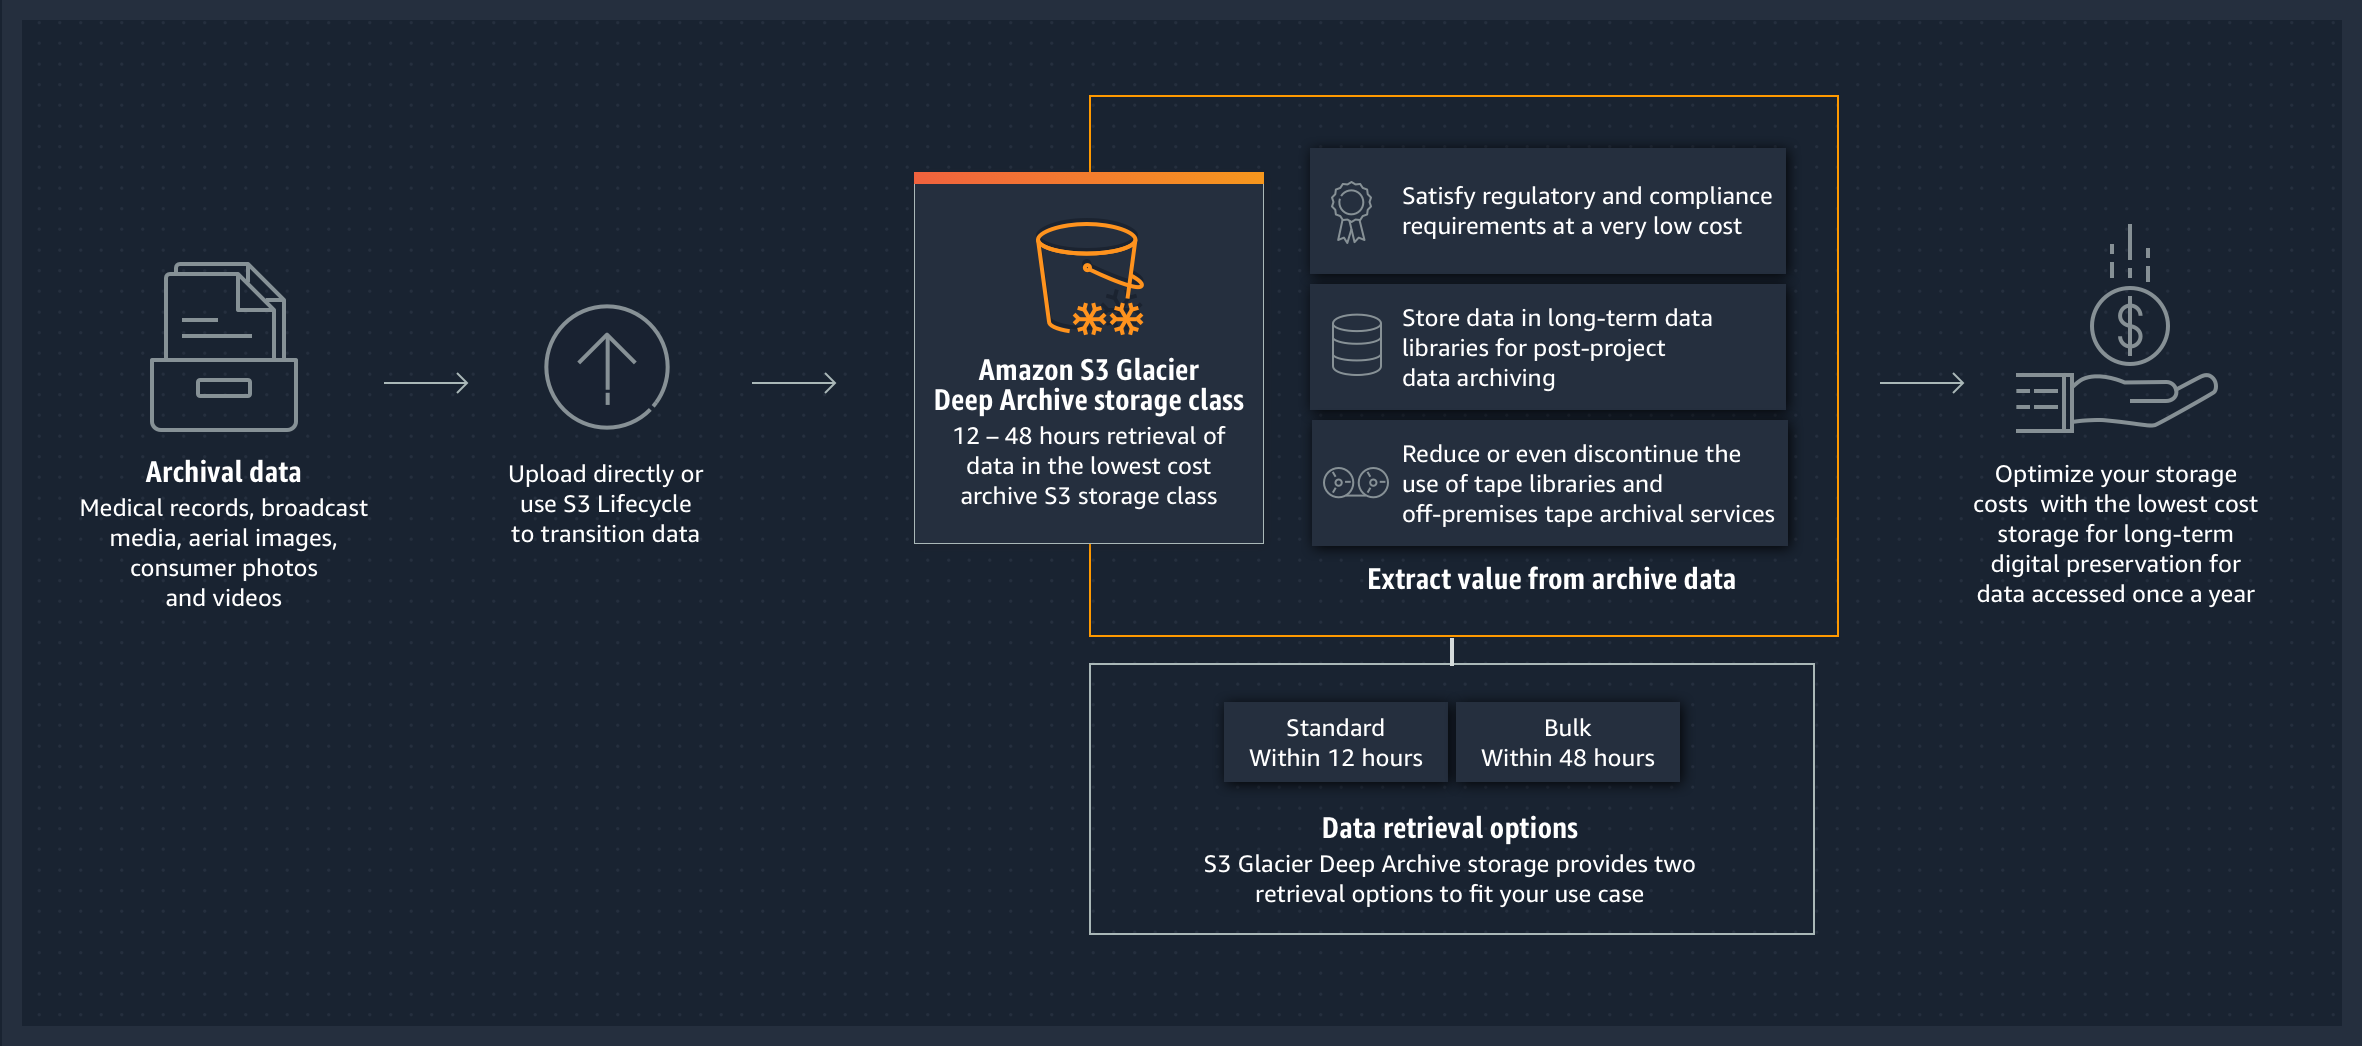 Archival data
Medical records, broadcast
media, aerial images,
consumer photos
and videos
Upload directly or
use S3 Lifecycle
to transition data
Amazon S3 Glacier
Deep Archive storage class
12 – 48 hours retrieval of
data in the lowest cost
archive S3 storage class
Satisfy regulatory and compliance
requirements at a very low cost
Store data in long-term data
libraries for post-project
data archiving
Reduce or even discontinue the
use of tape libraries and
off-premises tape archival services
Extract value from archive data
Standard
Within 12 hours
Bulk
Within 48 hours
Data retrieval options
S3 Glacier Deep Archive storage provides two
retrieval options to fit your use case
$
Optimize your storage
costs  with the lowest cost
storage for long-term
digital preservation for
data accessed once a year